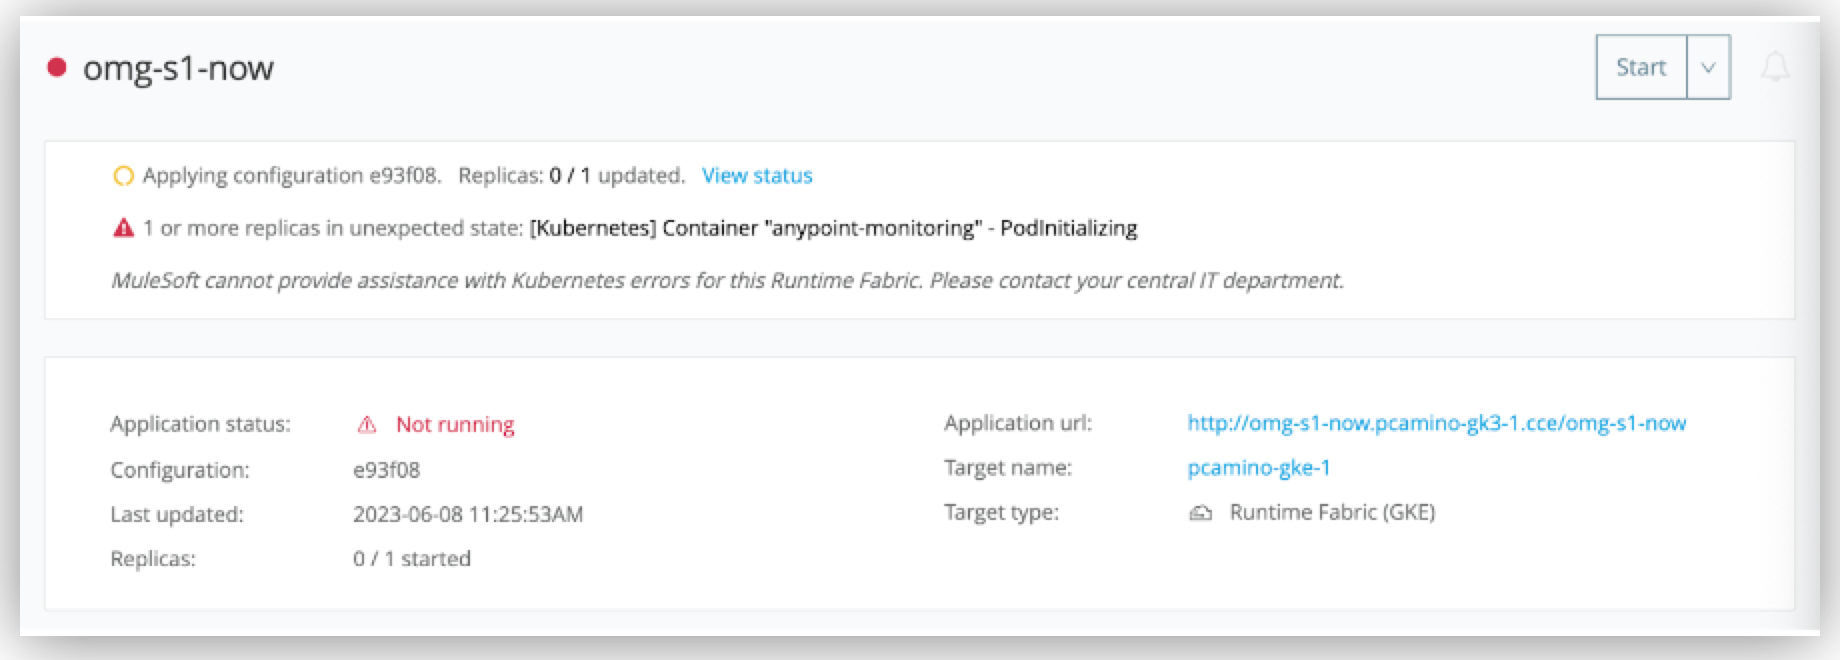 omg-s1-now
Start
Applying configuration e93f08. Replicas: 0 / 1 updated. View status
1 or more replicas in unexpected state: [Kubernetes] Container "anypoint-monitoring" - PodInitializing
MuleSoft cannot provide assistance with Kubernetes errors for this Runtime Fabric. Please contact your central IT department.
Application status: Not running
Configuration: e93f08
Last updated: 2023-06-08 11:25:53AM
Replicas: 0 / 1 started
Application url: http://omg-s1-now.pcamino-gk3-1.cce/omg-s1-now
Target name: pcamino-gke-1
Target type: Runtime Fabric (GKE)